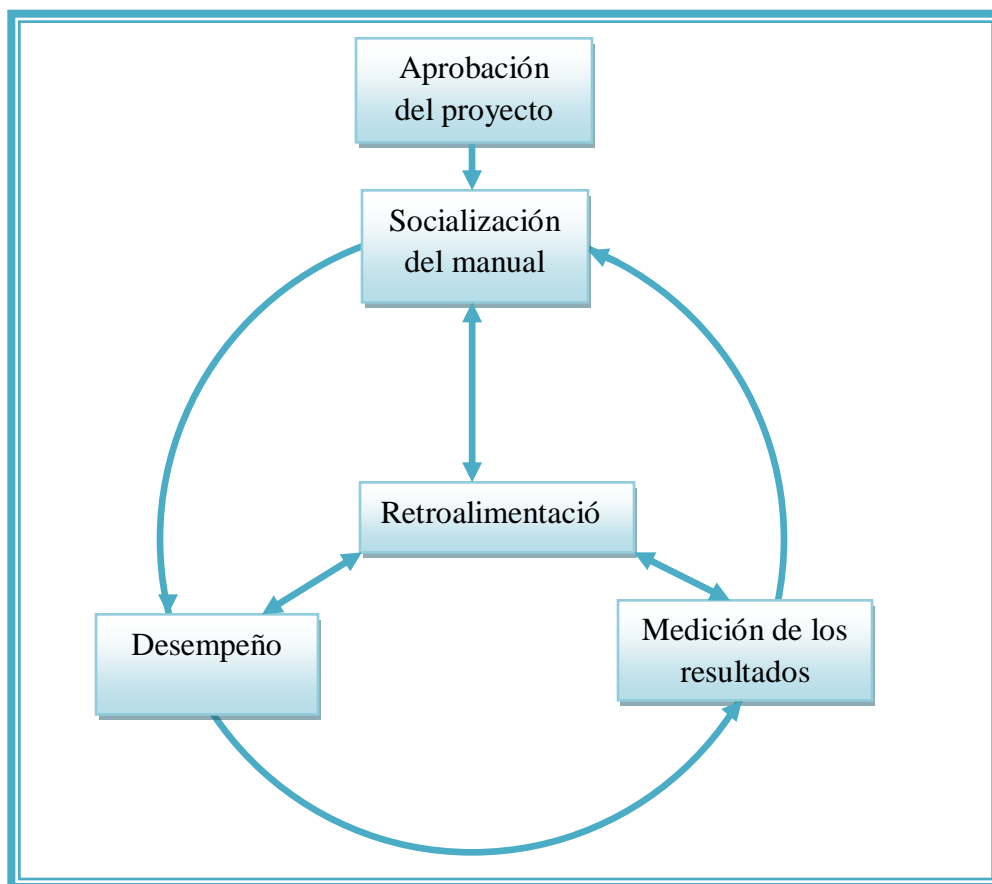 Aprobación
del proyecto
Socialización
del manual
Retroalimentació
Desempeño
Medición de los
resultados